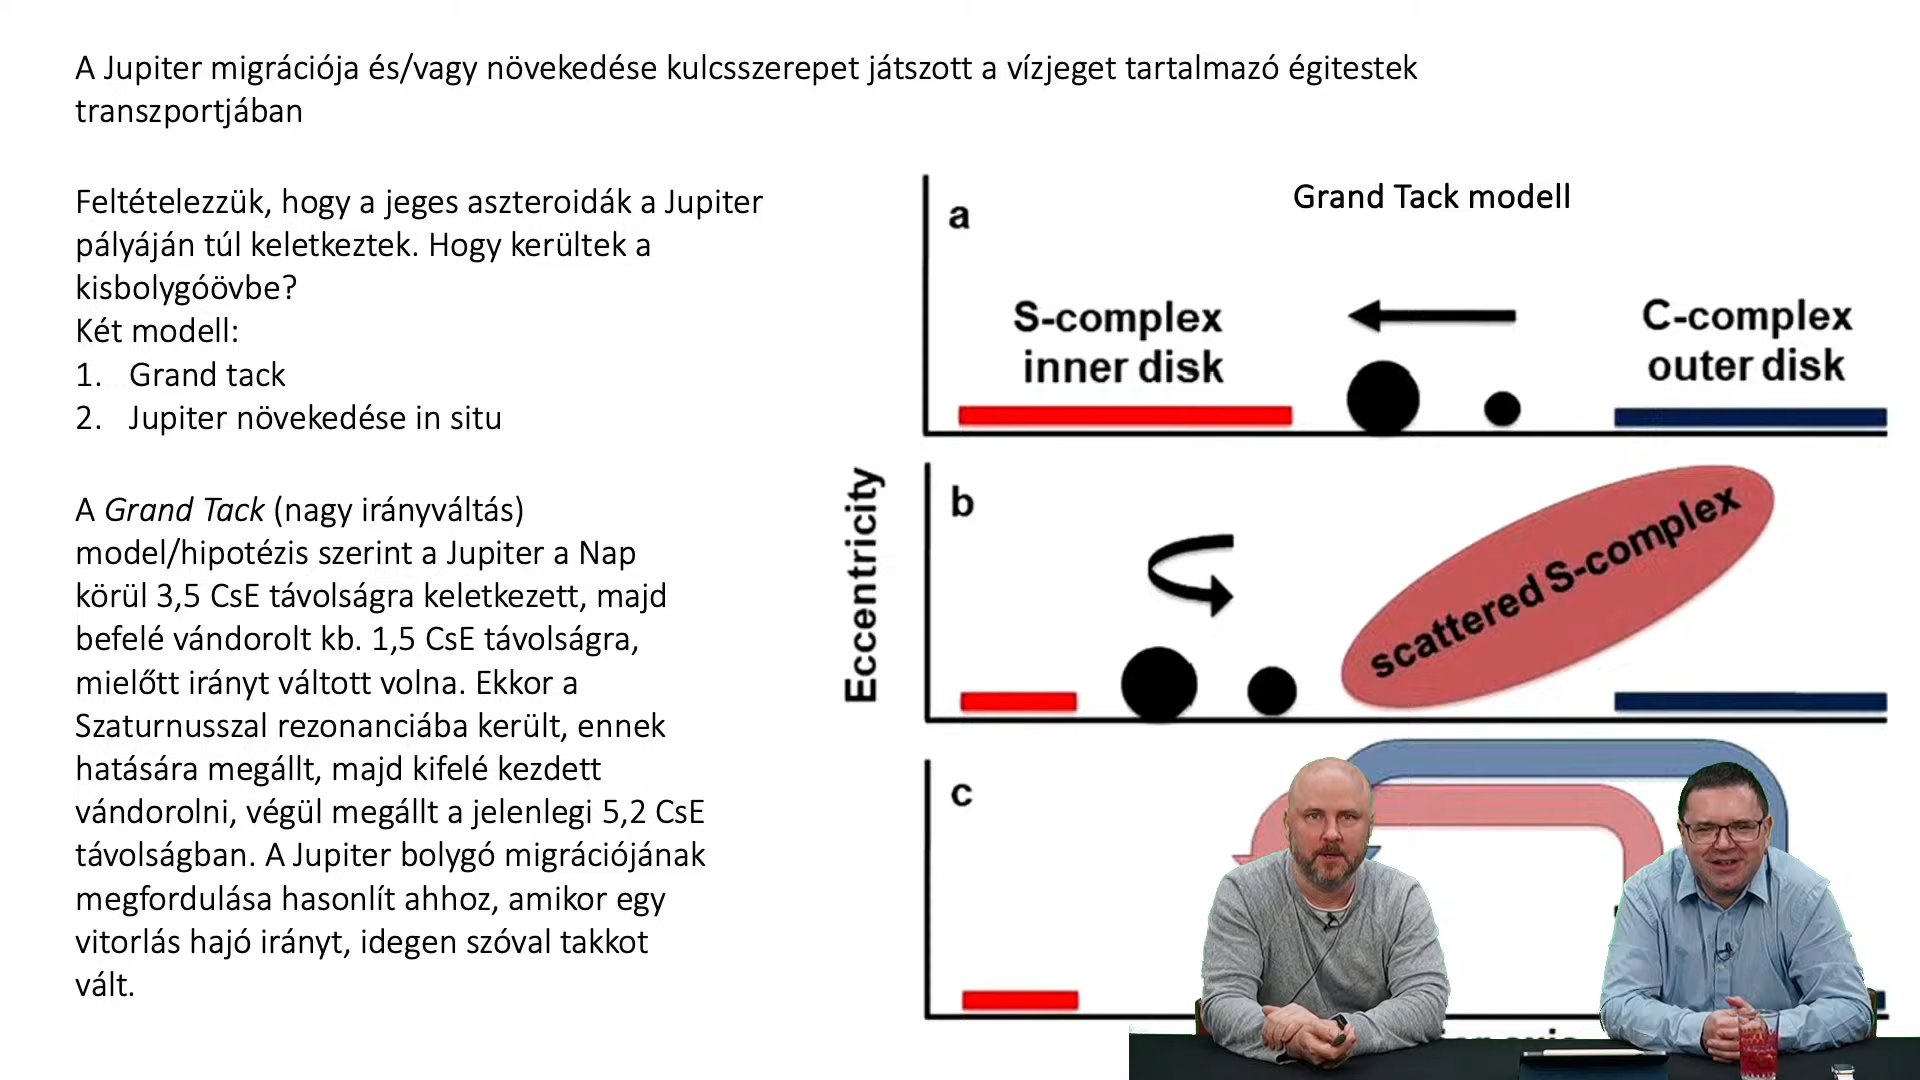 A Jupiter migrációja és/vagy növekedése kulcsszerepet játszott a vízjeget tartalmazó égitestek
transzportjában
Feltételezzük, hogy a jeges aszteroidák a Jupiter
pályáján túl keletkeztek. Hogy kerültek a
kisbolygóövbe?
Két modell:
1. Grand tack
2. Jupiter növekedése in situ
A Grand Tack (nagy irányváltás)
model/hipotézis szerint a Jupiter a Nap
körül 3,5 CsE távolságra keletkezett, majd
befelé vándorolt kb. 1,5 CsE távolságra,
mielőtt irányt váltott volna. Ekkor a
Szaturnusszal rezonanciába került, ennek
hatására megállt, majd kifelé kezdett
vándorolni, végül megállt a jelenlegi 5,2 CsE
távolságban. A Jupiter bolygó migrációjának
megfordulása hasonlít ahhoz, amikor egy
vitorlás hajó irányt, idegen szóval takkot
vált.
Grand Tack modell
a
S-complex
inner disk
C-complex
outer disk
Eccentricity
b
scattered S-complex
c